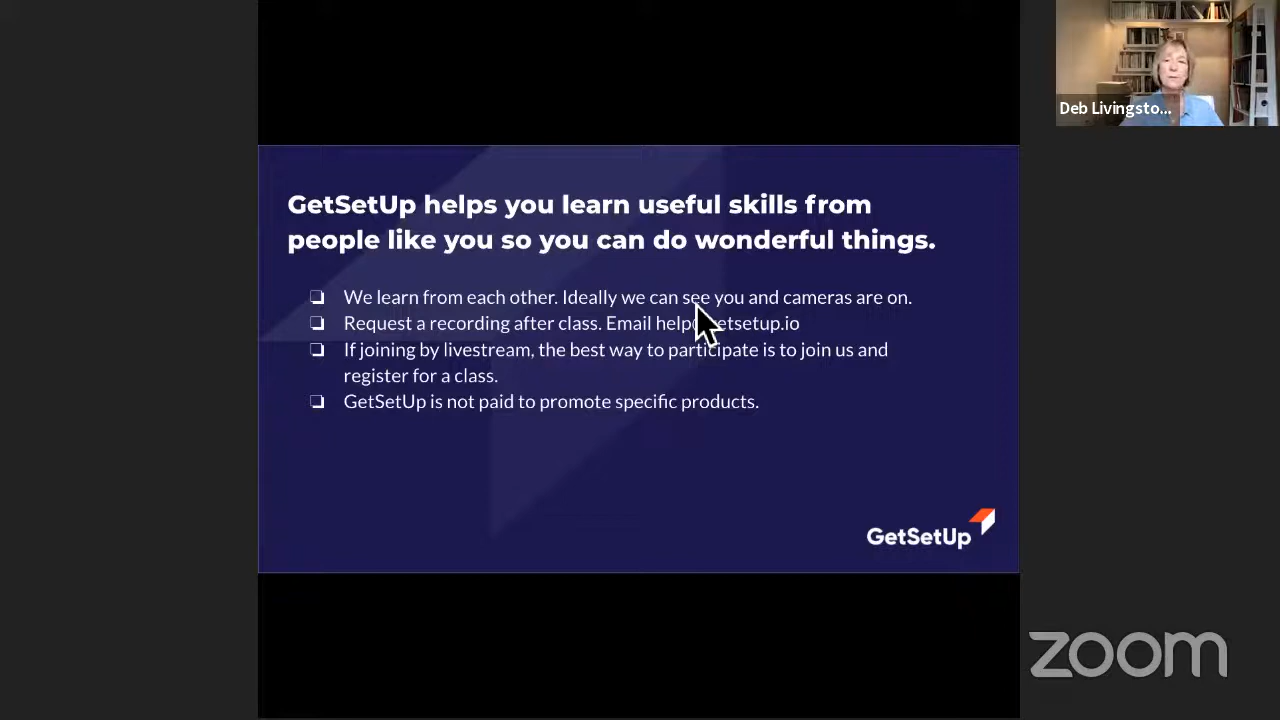 Deb Livingsto...
GetSetUp helps you learn useful skills from
people like you so you can do wonderful things.
We learn from each other. Ideally we can see you and cameras are on.
Request a recording after class. Email help etsetup.io
If joining by livestream, the best way to participate is to join us and
register for a class.
GetSetUp is not paid to promote specific products.
GetSetUp
zoom